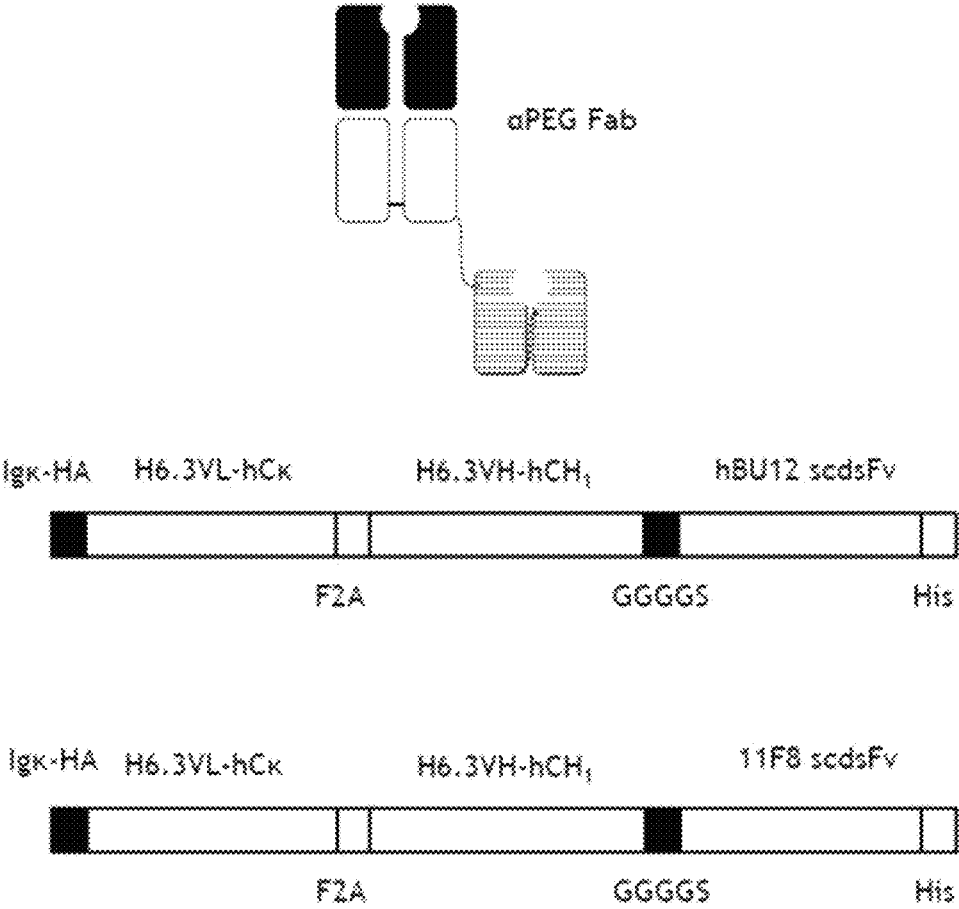 αPEG Fab
Igκ-HA H6.3VL-hCκ H6.3VH-hCH₁ hBU12 scdsFv
F2A GGGGS His
Igκ-HA H6.3VL-hCκ H6.3VH-hCH₁ 11F8 scdsFv
F2A GGGGS His